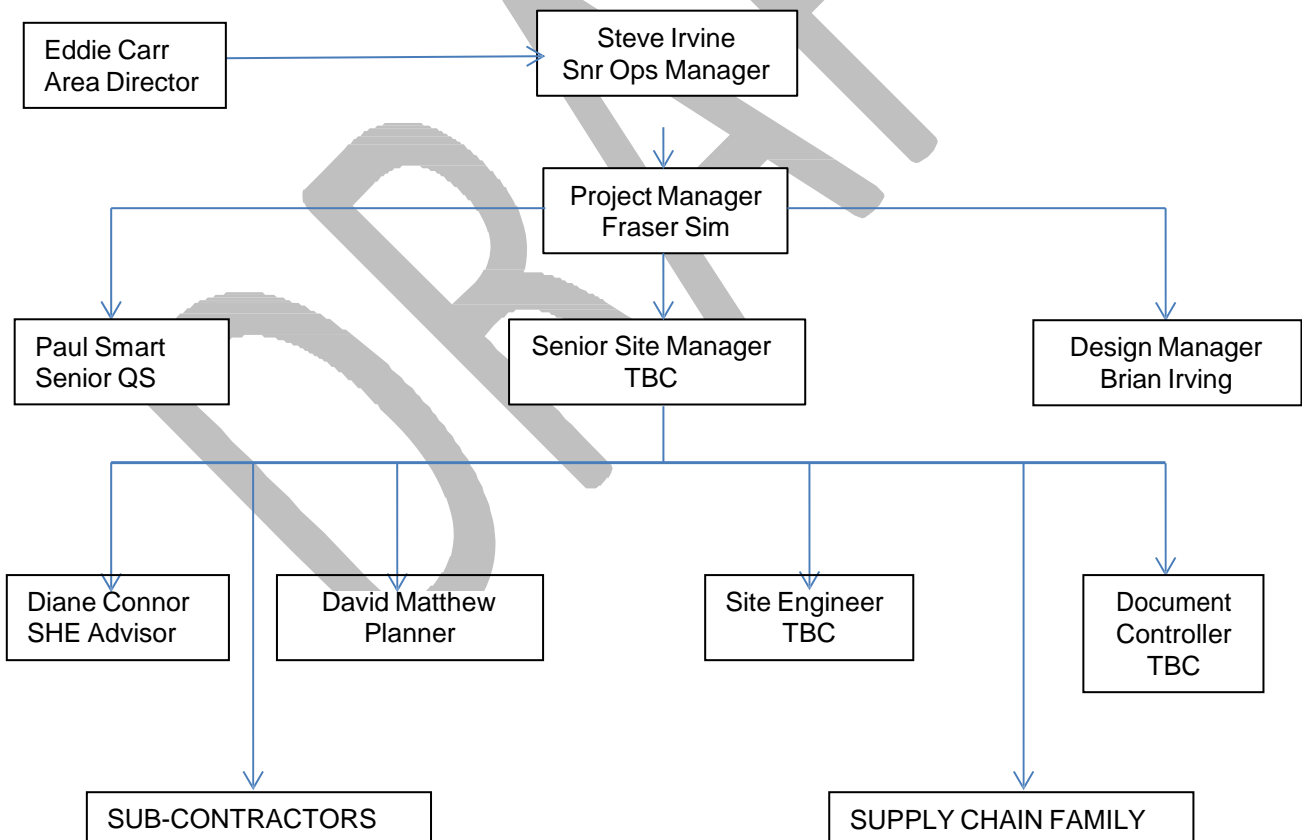 Eddie Carr
Area Director
Steve Irvine
Snr Ops Manager
Project Manager
Fraser Sim
Paul Smart
Senior QS
Senior Site Manager
TBC
Design Manager
Brian Irving
Diane Connor
SHE Advisor
David Matthew
Planner
Site Engineer
TBC
Document
Controller
TBC
SUB-CONTRACTORS
SUPPLY CHAIN FAMILY
DRA